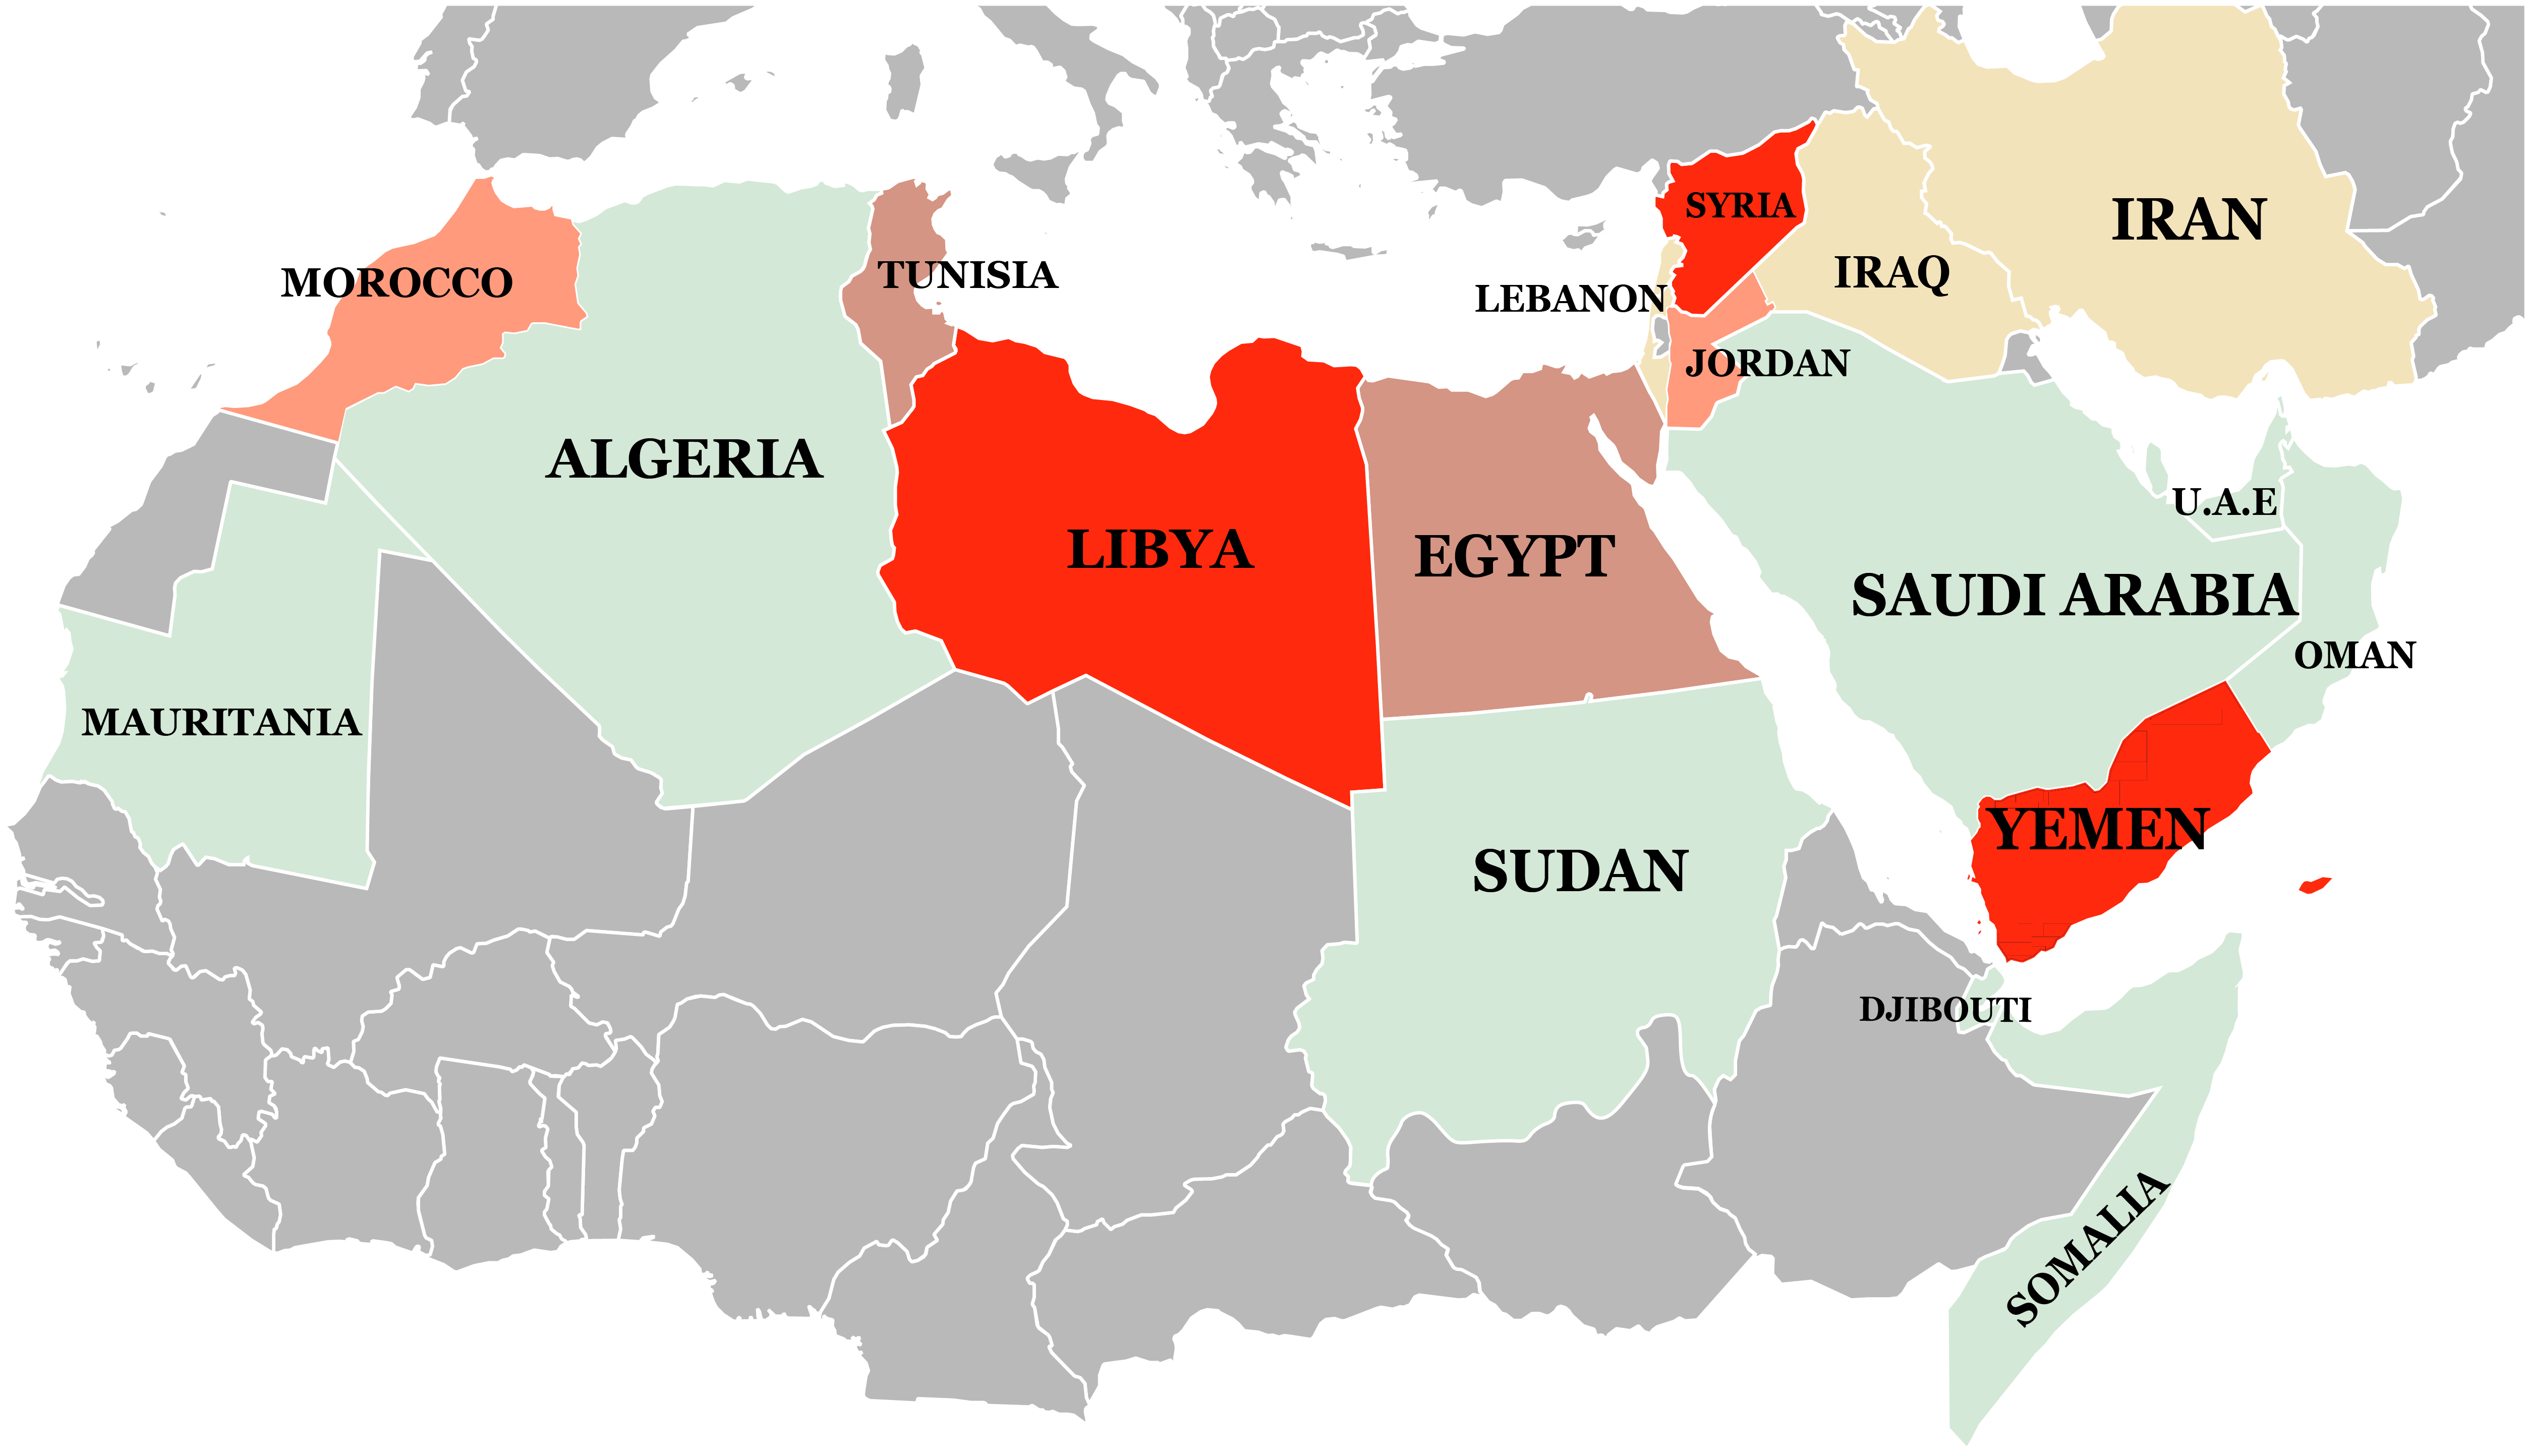 SYRIA
IRAN
MOROCCO
TUNISIA
IRAQ
LEBANON
JORDAN
ALGERIA
U.A.E
LIBYA
EGYPT
SAUDI ARABIA
OMAN
MAURITANIA
YEMEN
SUDAN
DJIBOUTI
SOMALIA